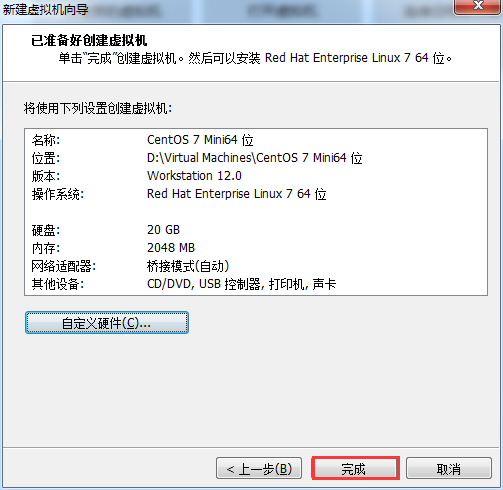 新建虚拟机向导
已准备好创建虚拟机
单击“完成”创建虚拟机。然后可以安装 Red Hat Enterprise Linux 7 64 位。
将使用下列设置创建虚拟机:
名称: CentOS 7 Mini64 位
位置: D:\Virtual Machines\CentOS 7 Mini64 位
版本: Workstation 12.0
操作系统: Red Hat Enterprise Linux 7 64 位
硬盘: 20 GB
内存: 2048 MB
网络适配器: 桥接模式(自动)
其他设备: CD/DVD, USB 控制器, 打印机, 声卡
自定义硬件(C)...
< 上一步(B) 完成 取消